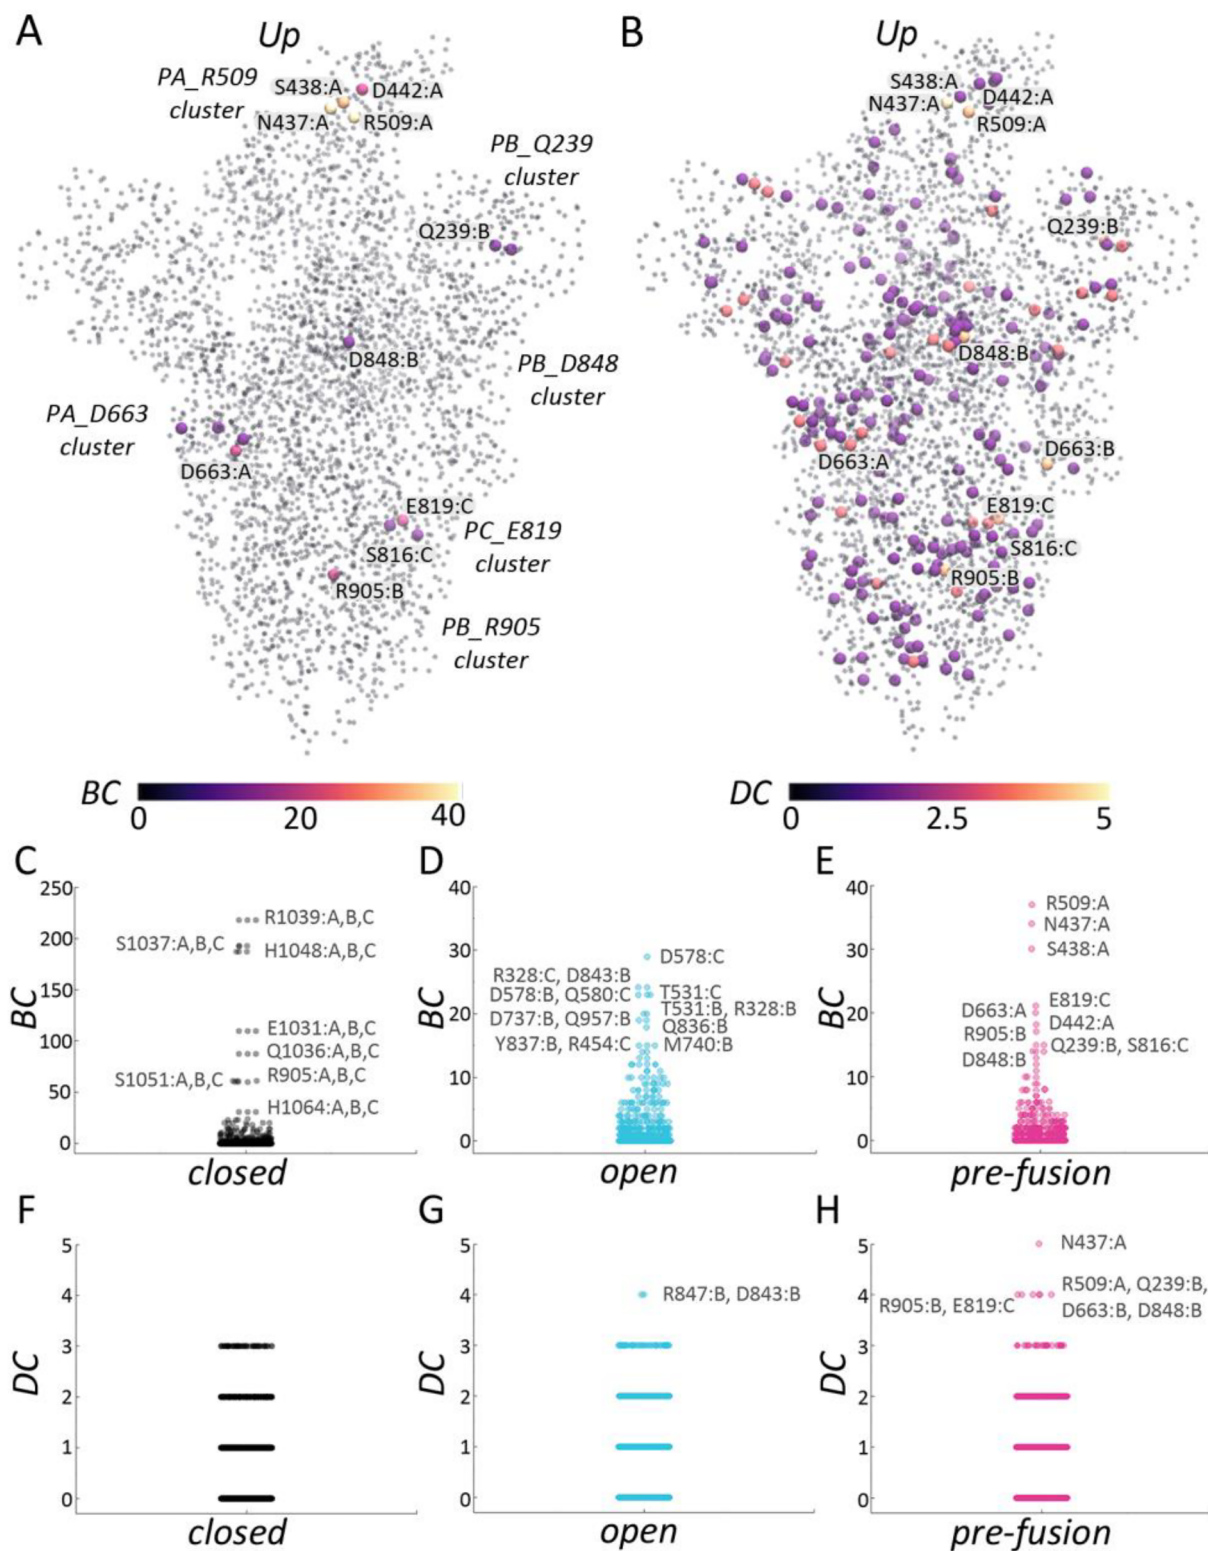 A
Up
PA_R509
cluster
S438:A
D442:A
N437:A
R509:A
PB_Q239
cluster
Q239:B
D848:B
PB_D848
cluster
PA_D663
cluster
D663:A
E819:C
PC_E819
cluster
S816:C
R905:B
PB_R905
cluster
B
Up
S438:A
N437:A
D442:A
R509:A
Q239:B
D848:B
D663:A
D663:B
E819:C
S816:C
R905:B
BC
0
20
40
DC
0
2.5
5
C
BC
250
200
150
100
50
0
R1039:A,B,C
S1037:A,B,C
H1048:A,B,C
E1031:A,B,C
Q1036:A,B,C
S1051:A,B,C
R905:A,B,C
H1064:A,B,C
closed
D
BC
40
30
20
10
0
D578:C
R328:C, D843:B
D578:B, Q580:C
T531:C
T531:B, R328:B
D737:B, Q957:B
Q836:B
Y837:B, R454:C
M740:B
open
E
BC
40
30
20
10
0
R509:A
N437:A
S438:A
D663:A
E819:C
R905:B
D442:A
D848:B
Q239:B, S816:C
pre-fusion
F
DC
5
4
3
2
1
0
closed
G
DC
5
4
3
2
1
0
R847:B, D843:B
open
H
DC
5
4
3
2
1
0
N437:A
R905:B, E819:C
R509:A, Q239:B,
D663:B, D848:B
pre-fusion